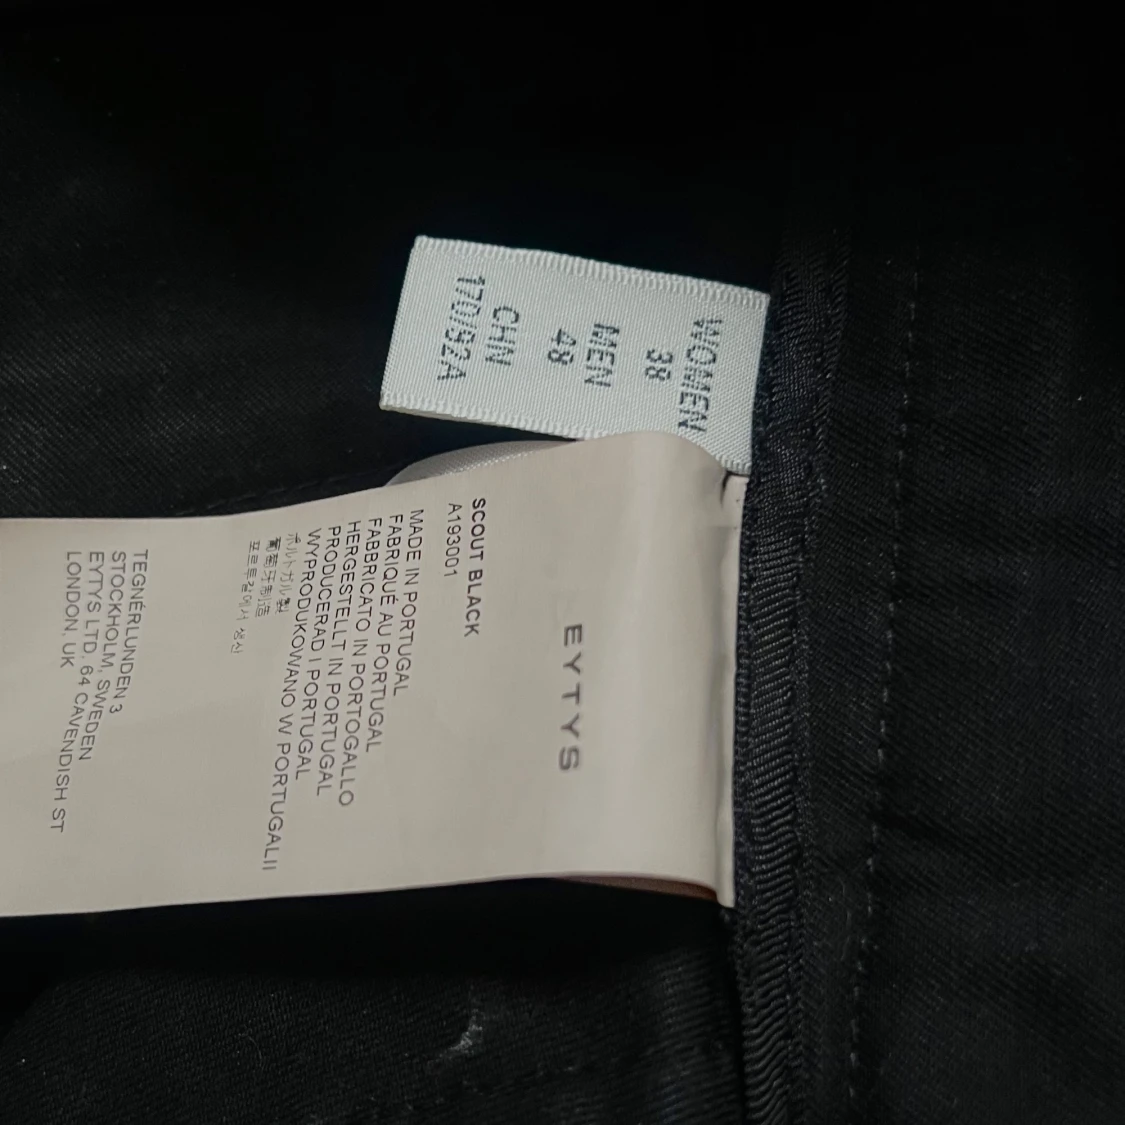 WOMEN
38
MEN
48
CHN
170/92A
EYTYS
SCOUT BLACK
A193001
MADE IN PORTUGAL
FABRIQUÉ AU PORTUGAL
FABBRICATO IN PORTOGALLO
HERGESTELLT IN PORTUGAL
PRODUCERAD I PORTUGAL
WYPRODUKOWANO W PORTUGALII
ポルトガル製
葡萄牙制造
포르투갈에서 생산
TEGNÉRLUNDEN 3
STOCKHOLM, SWEDEN
EYTYS LTD, 64 CAVENDISH ST
LONDON, UK